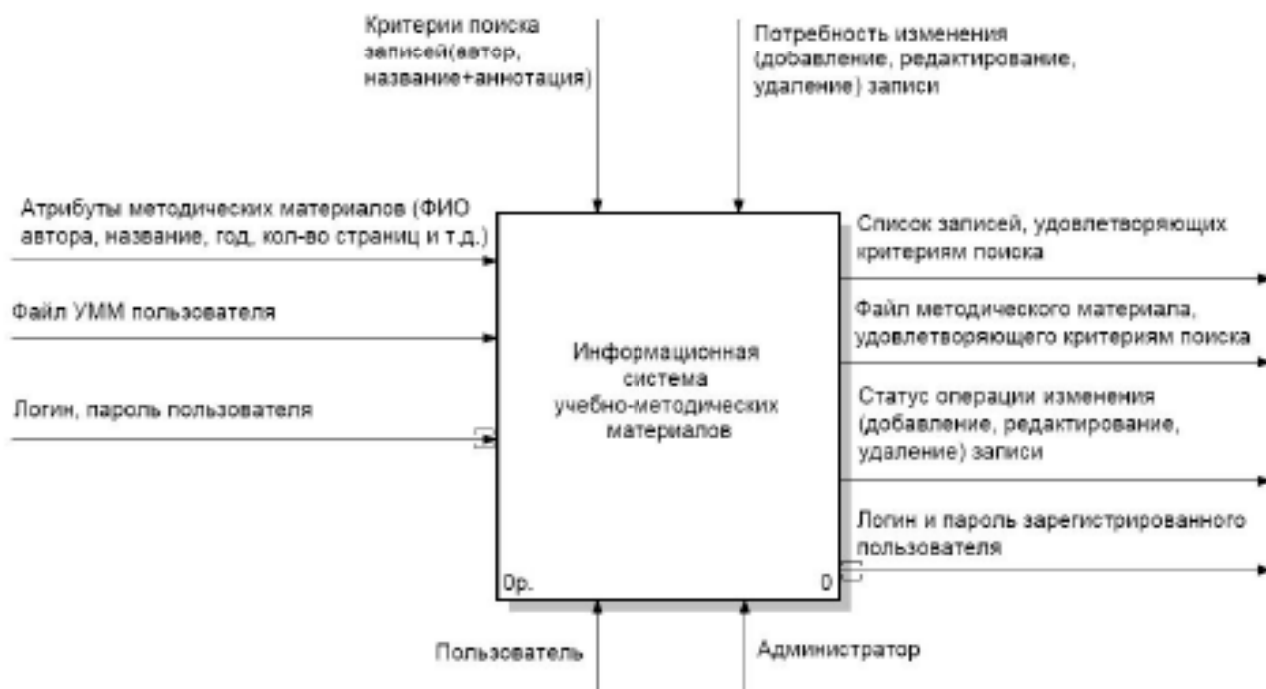 Критерии поиска
записей(автор,
название+аннотация)
Потребность изменения
(добавление, редактирование,
удаление) записи
Атрибуты методических материалов (ФИО
автора, название, год, кол-во страниц и т.д.)
Файл УММ пользователя
Логин, пароль пользователя
Информационная
система
учебно-методических
материалов
0р.
0
Список записей, удовлетворяющих
критериям поиска
Файл методического материала,
удовлетворяющего критериям поиска
Статус операции изменения
(добавление, редактирование,
удаление) записи
Логин и пароль зарегистрированного
пользователя
Пользователь
Администратор